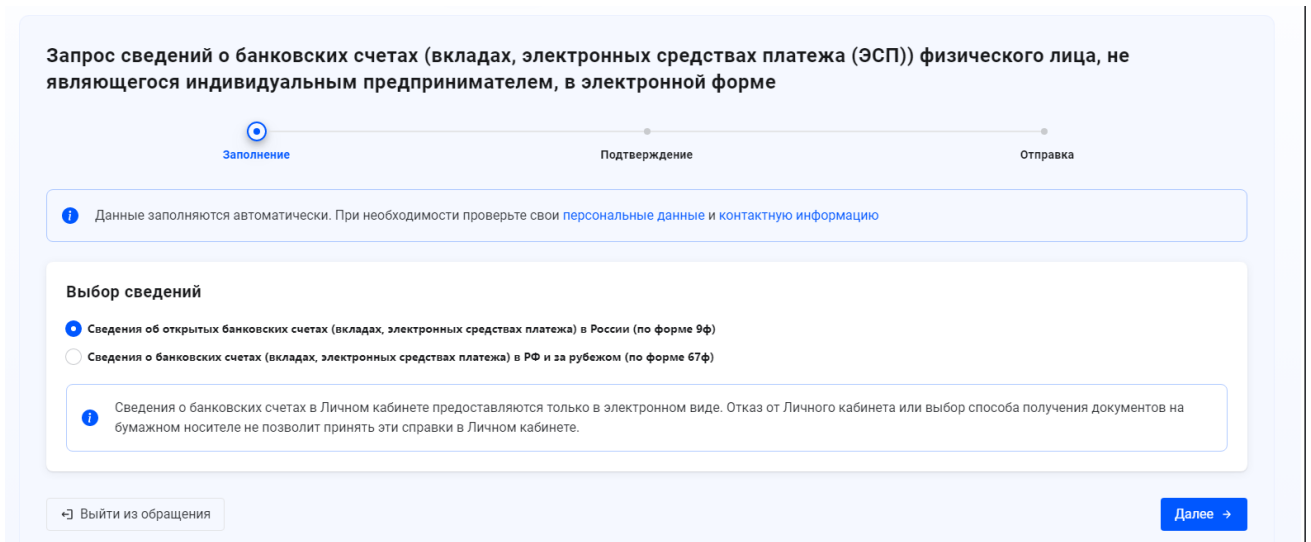 Запрос сведений о банковских счетах (вкладах, электронных средствах платежа (ЭСП)) физического лица, не
являющегося индивидуальным предпринимателем, в электронной форме
Заполнение
Подтверждение
Отправка
Данные заполняются автоматически. При необходимости проверьте свои персональные данные и контактную информацию
Выбор сведений
Сведения об открытых банковских счетах (вкладах, электронных средствах платежа) в России (по форме 9ф)
Сведения о банковских счетах (вкладах, электронных средствах платежа) в РФ и за рубежом (по форме 67ф)
Сведения о банковских счетах в Личном кабинете предоставляются только в электронном виде. Отказ от Личного кабинета или выбор способа получения документов на
бумажном носителе не позволит принять эти справки в Личном кабинете.
Выйти из обращения
Далее →